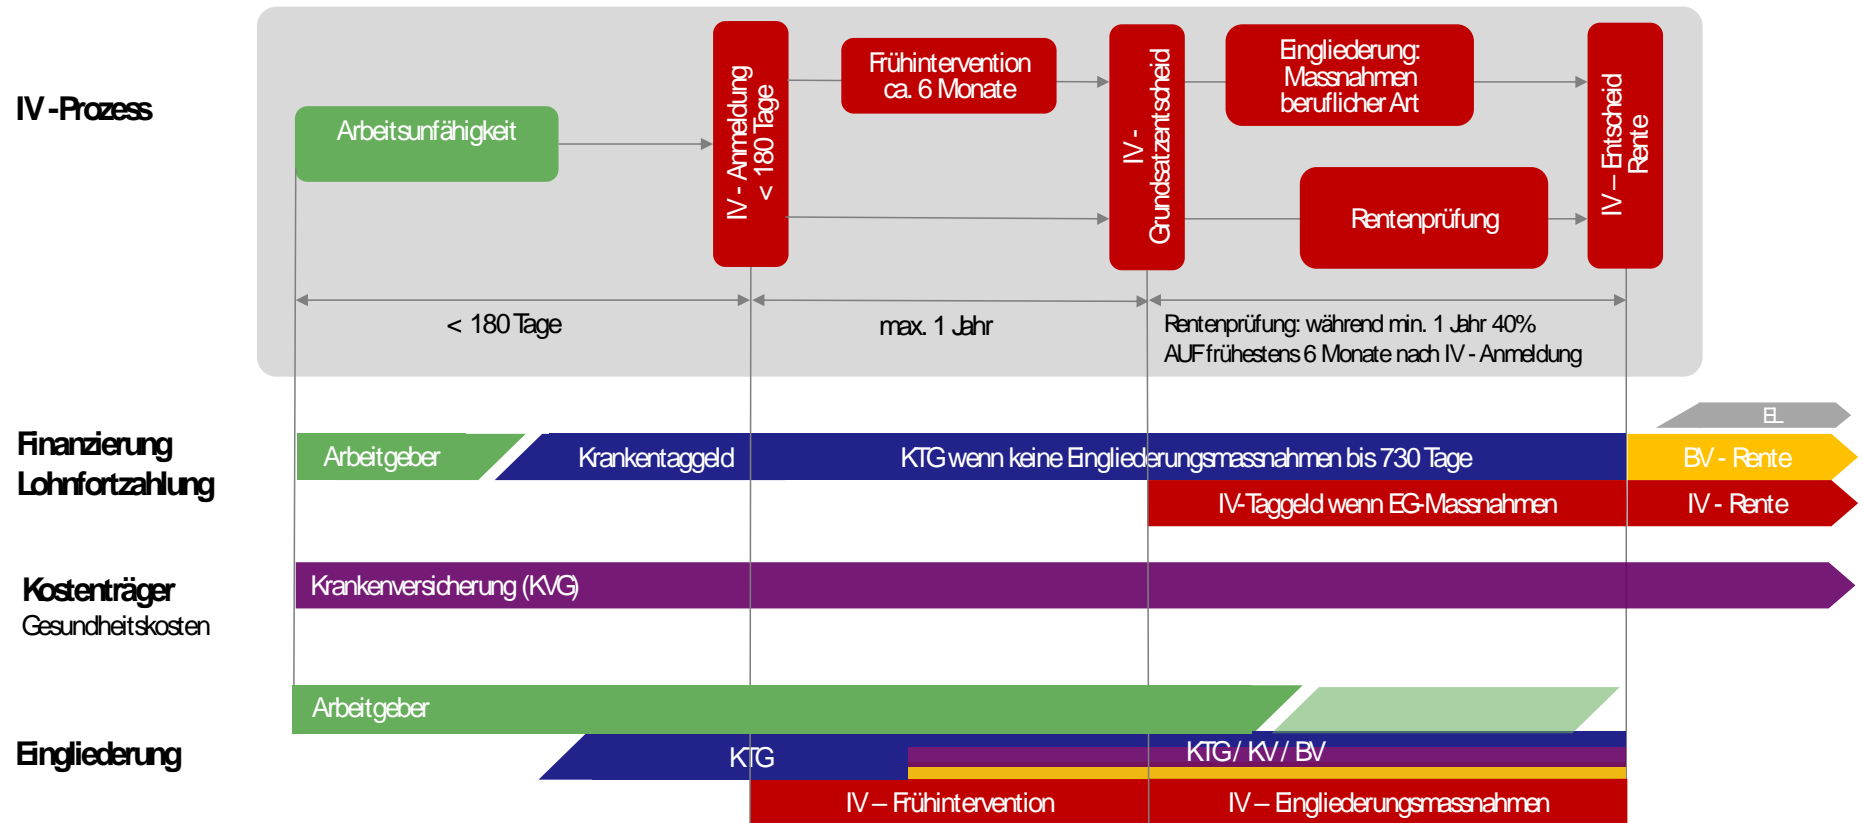 IV - Prozess
Arbeitsunfähigkeit
IV - Anmeldung
< 180 Tage
Frühintervention
ca. 6 Monate
IV -
Grundsatzentscheid
Eingliederung:
Massnahmen
beruflicher Art
Rentenprüfung
IV – Entscheid
Rente
< 180 Tage
max. 1 Jahr
Rentenprüfung: während min. 1 Jahr 40%
AUF frühestens 6 Monate nach IV - Anmeldung
Finanzierung
Lohnfortzahlung
Arbeitgeber
Krankentaggeld
KTG wenn keine Eingliederungsmassnahmen bis 730 Tage
EL
BV - Rente
IV-Taggeld wenn EG-Massnahmen
IV - Rente
Kostenträger
Gesundheitskosten
Krankenversicherung (KVG)
Eingliederung
Arbeitgeber
KTG
KTG / KV / BV
IV – Frühintervention
IV – Eingliederungsmassnahmen